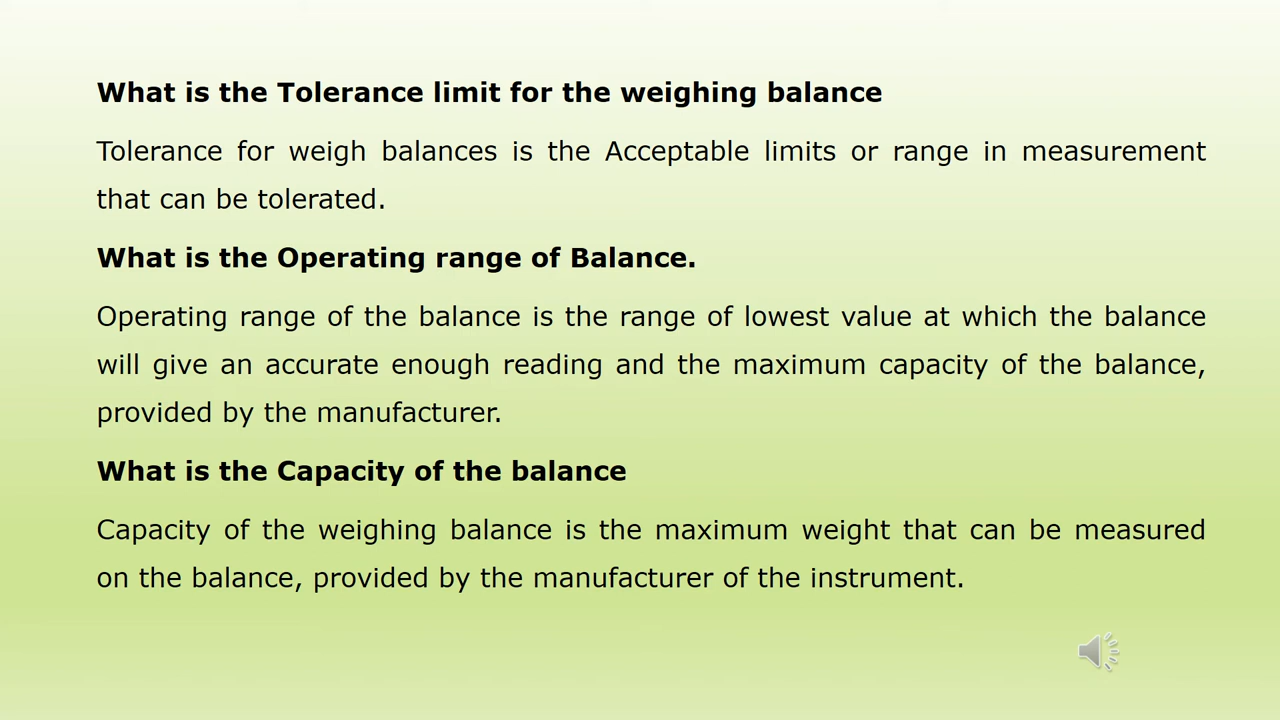 What is the Tolerance limit for the weighing balance
Tolerance for weigh balances is the Acceptable limits or range in measurement
that can be tolerated.
What is the Operating range of Balance.
Operating range of the balance is the range of lowest value at which the balance
will give an accurate enough reading and the maximum capacity of the balance,
provided by the manufacturer.
What is the Capacity of the balance
Capacity of the weighing balance is the maximum weight that can be measured
on the balance, provided by the manufacturer of the instrument.